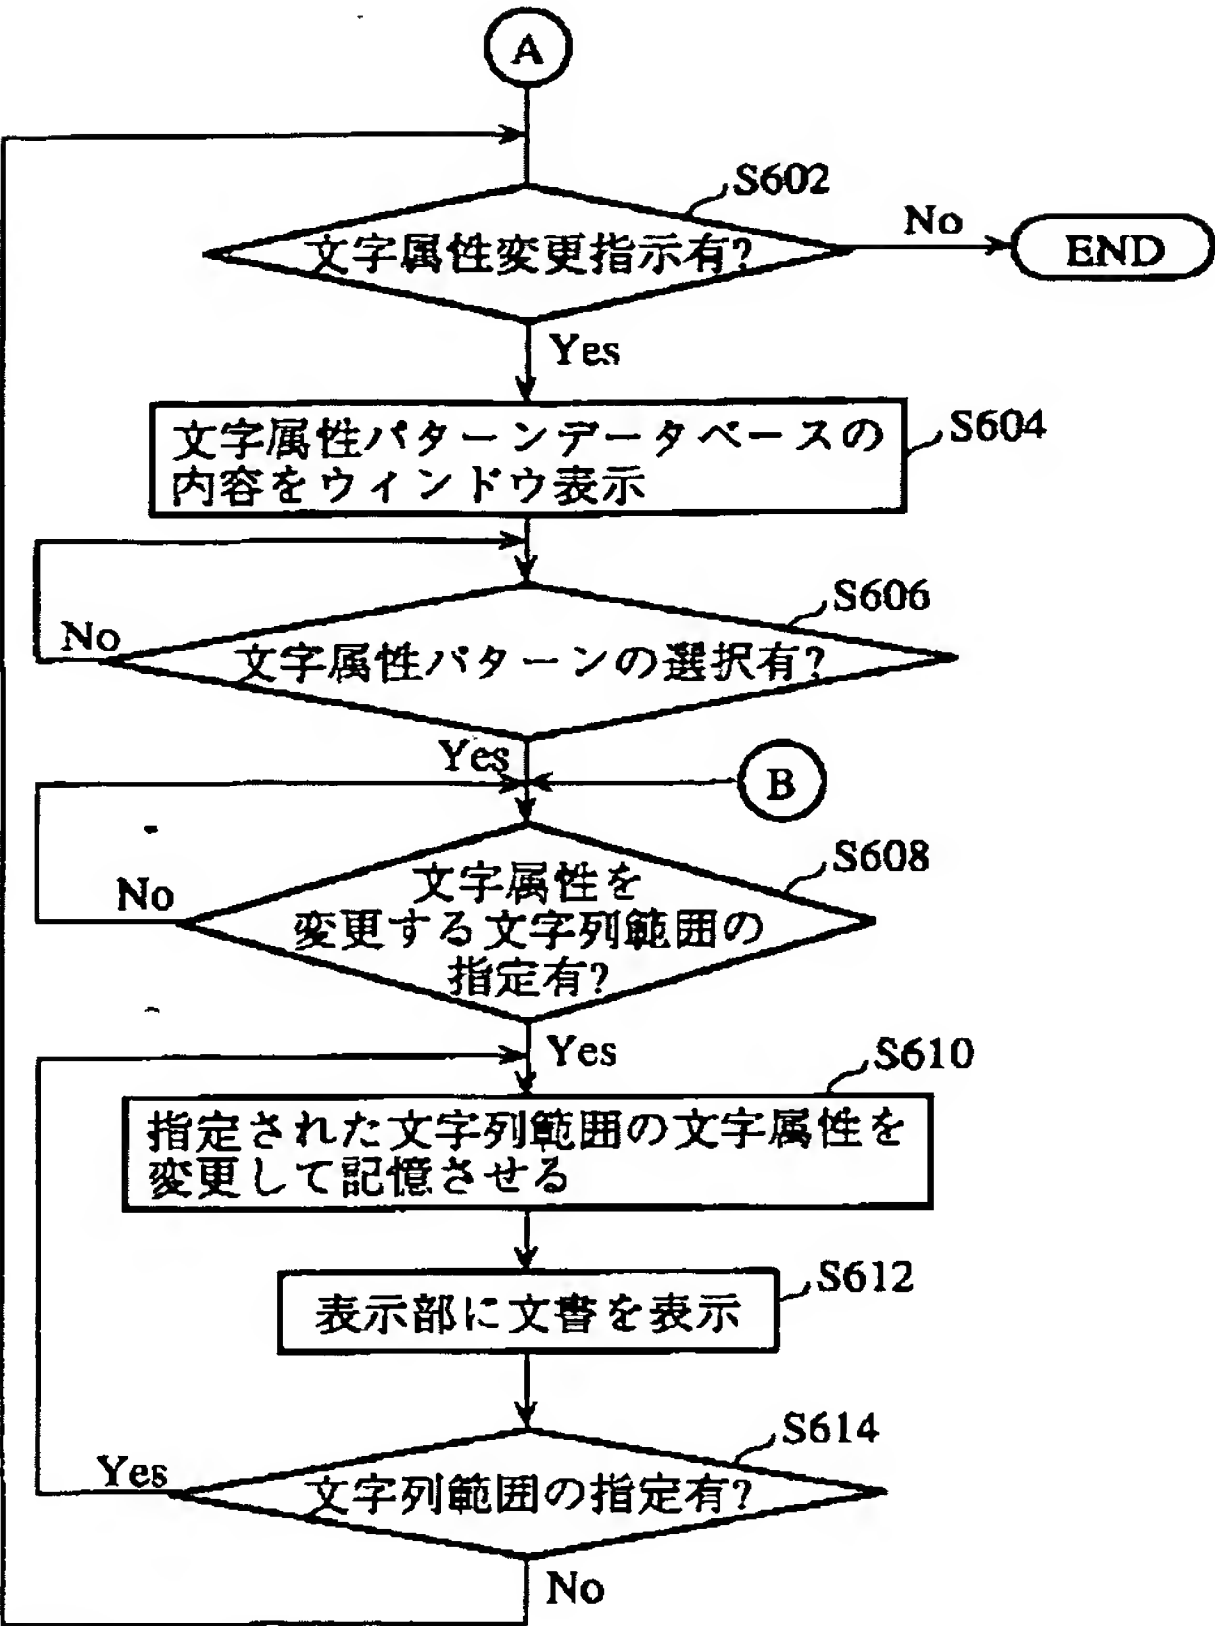 A
S602
文字属性変更指示有?
No
END
Yes
文字属性パターンデータベースの
内容をウィンドウ表示
S604
S606
No
文字属性パターンの選択有?
Yes
B
S608
No
文字属性を
変更する文字列範囲の
指定有?
Yes
S610
指定された文字列範囲の文字属性を
変更して記憶させる
S612
表示部に文書を表示
S614
Yes
文字列範囲の指定有?
No